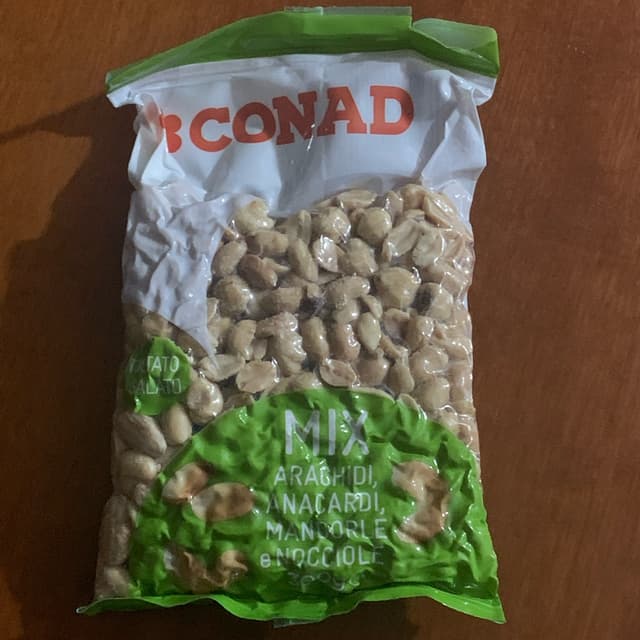 CONAD
TOSTATO
SALATO
MIX
ARACHIDI,
ANACARDI,
MANDORLE
e NOCCIOLE